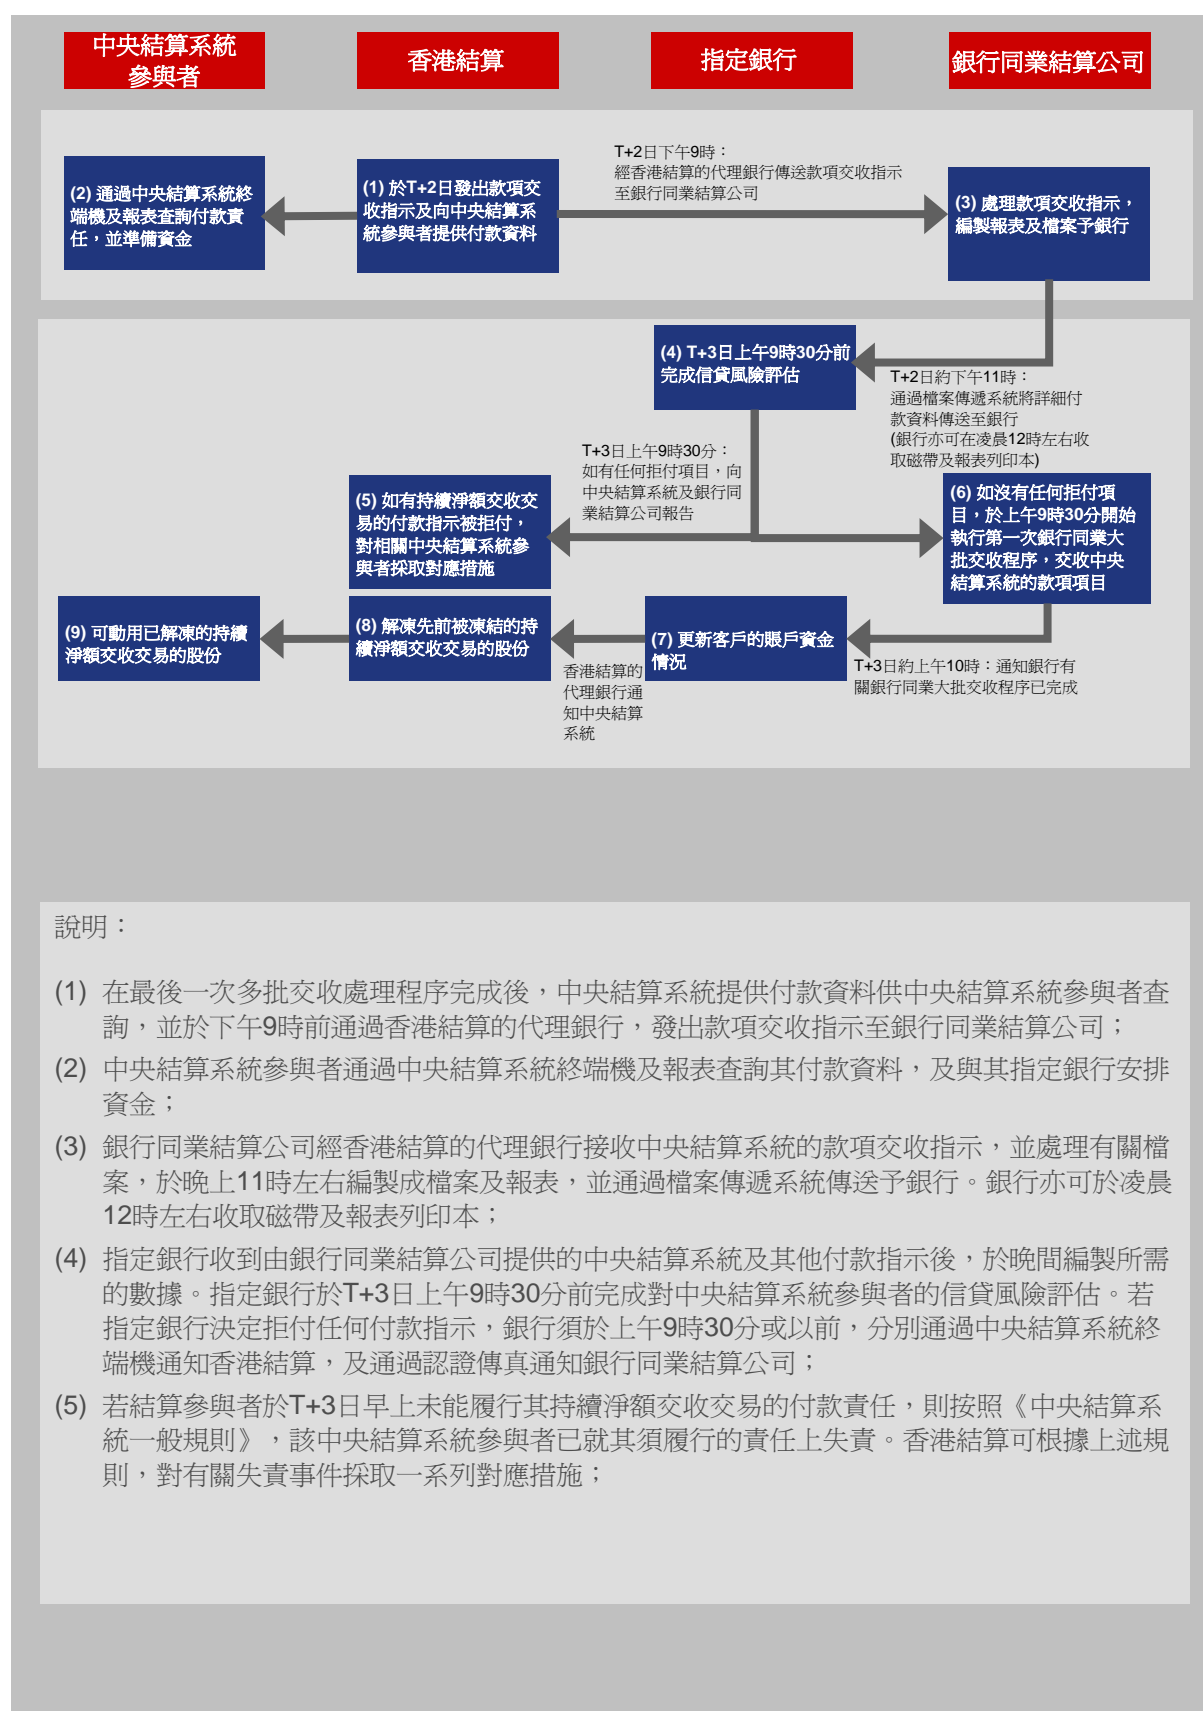 中央結算系統
參與者
香港結算
指定銀行
銀行同業結算公司
T+2日下午9時：
經香港結算的代理銀行傳送款項交收指示
至銀行同業結算公司
(2) 通過中央結算系統終
端機及報表查詢付款責
任，並準備資金
(1) 於T+2日發出款項交
收指示及向中央結算系
統參與者提供付款資料
(3) 處理款項交收指示，
編製報表及檔案予銀行
(4) T+3日上午9時30分前
完成信貸風險評估
T+2日約下午11時：
通過檔案傳遞系統將詳細付
款資料傳送至銀行
(銀行亦可在凌晨12時左右收
取磁帶及報表列印本)
T+3日上午9時30分：
如有任何拒付項目，向
中央結算系統及銀行同
業結算公司報告
(5) 如有持續淨額交收交
易的付款指示被拒付，
對相關中央結算系統參
與者採取對應措施
(6) 如沒有任何拒付項
目，於上午9時30分開始
執行第一次銀行同業大
批交收程序，交收中央
結算系統的款項項目
(9) 可動用已解凍的持續
淨額交收交易的股份
(8) 解凍先前被凍結的持
續淨額交收交易的股份
(7) 更新客戶的賬戶資金
情況
香港結算的
代理銀行通
知中央結算
系統
T+3日約上午10時：通知銀行有
關銀行同業大批交收程序已完成
說明：
(1) 在最後一次多批交收處理程序完成後，中央結算系統提供付款資料供中央結算系統參與者查
詢，並於下午9時前通過香港結算的代理銀行，發出款項交收指示至銀行同業結算公司；
(2) 中央結算系統參與者通過中央結算系統終端機及報表查詢其付款資料，及與其指定銀行安排
資金；
(3) 銀行同業結算公司經香港結算的代理銀行接收中央結算系統的款項交收指示，並處理有關檔
案，於晚上11時左右編製成檔案及報表，並通過檔案傳遞系統傳送予銀行。銀行亦可於凌晨
12時左右收取磁帶及報表列印本；
(4) 指定銀行收到由銀行同業結算公司提供的中央結算系統及其他付款指示後，於晚間編製所需
的數據。指定銀行於T+3日上午9時30分前完成對中央結算系統參與者的信貸風險評估。若
指定銀行決定拒付任何付款指示，銀行須於上午9時30分或以前，分別通過中央結算系統終
端機通知香港結算，及通過認證傳真通知銀行同業結算公司；
(5) 若結算參與者於T+3日早上未能履行其持續淨額交收交易的付款責任，則按照《中央結算系
統一般規則》，該中央結算系統參與者已就其須履行的責任上失責。香港結算可根據上述規
則，對有關失責事件採取一系列對應措施；